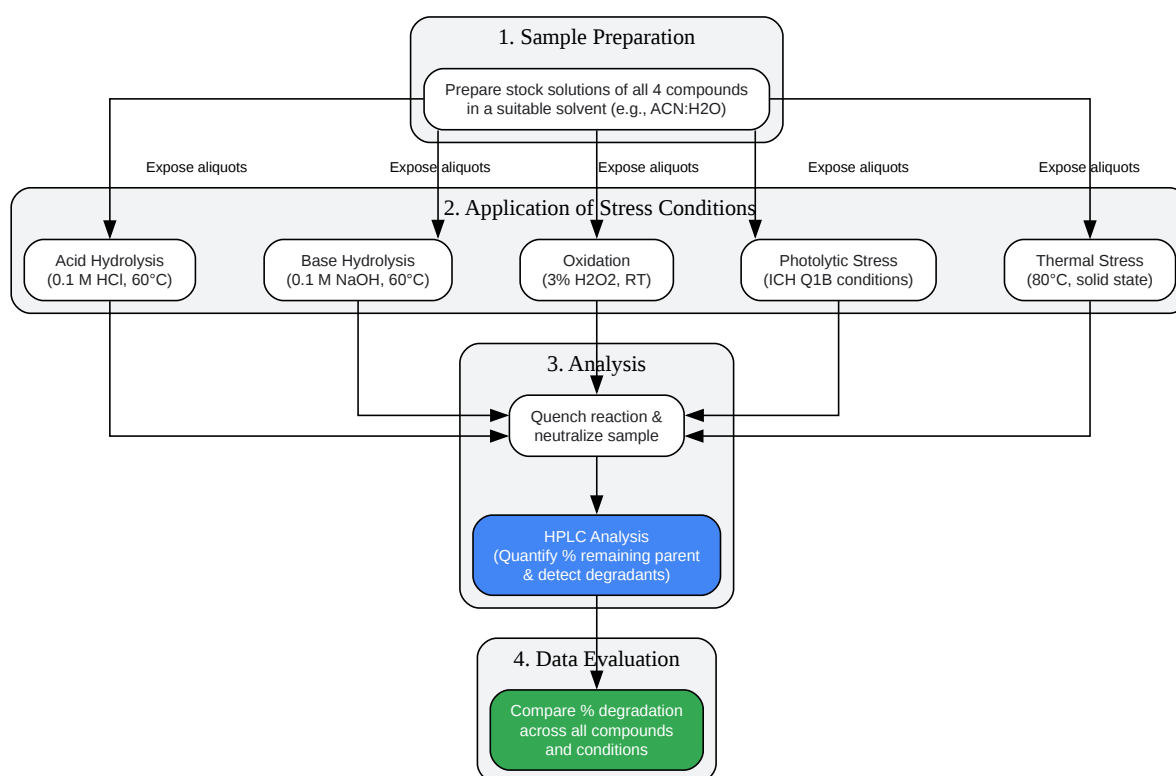 1. Sample Preparation
Prepare stock solutions of all 4 compounds
in a suitable solvent (e.g., ACN:H2O)
Expose aliquots
Expose aliquots
Expose aliquots
Expose aliquots
Expose aliquots
2. Application of Stress Conditions
Acid Hydrolysis
(0.1 M HCl, 60°C)
Base Hydrolysis
(0.1 M NaOH, 60°C)
Oxidation
(3% H2O2, RT)
Photolytic Stress
(ICH Q1B conditions)
Thermal Stress
(80°C, solid state)
3. Analysis
Quench reaction &
neutralize sample
HPLC Analysis
(Quantify % remaining parent
& detect degradants)
4. Data Evaluation
Compare % degradation
across all compounds
and conditions